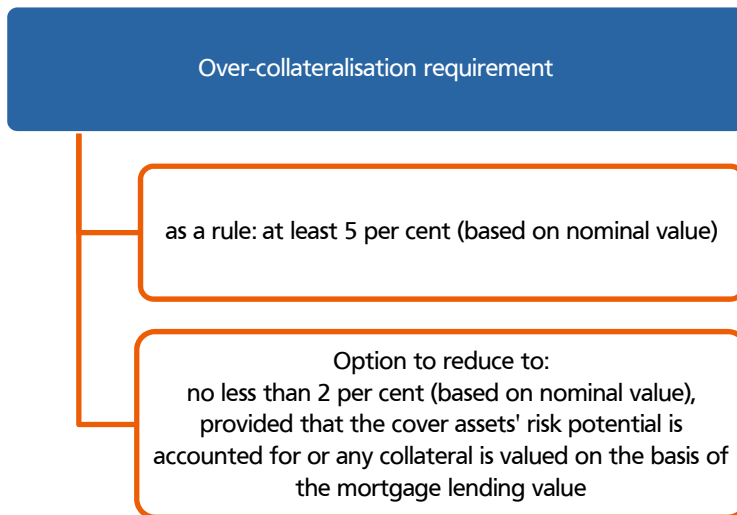 Over-collateralisation requirement
as a rule: at least 5 per cent (based on nominal value)
Option to reduce to:
no less than 2 per cent (based on nominal value),
provided that the cover assets' risk potential is
accounted for or any collateral is valued on the basis of
the mortgage lending value